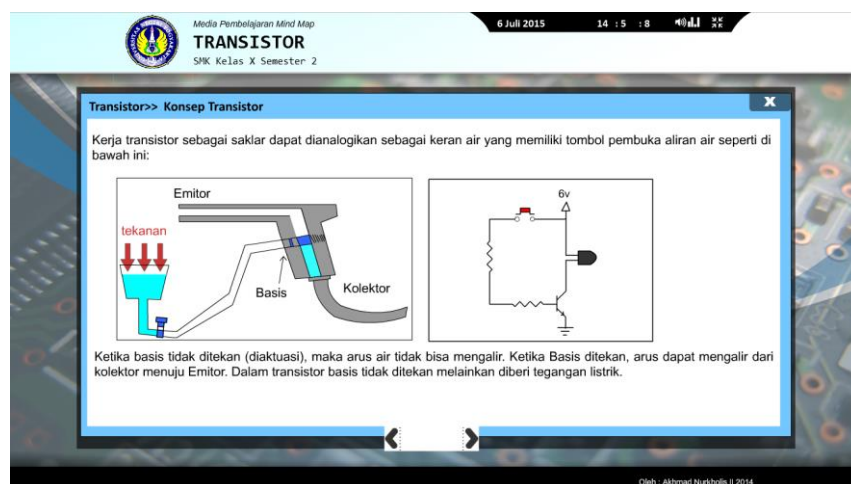 Media Pembelajaran Mind Map
TRANSISTOR
SMK Kelas X Semester 2
6 Juli 2015
14 : 5 : 8
Transistor>> Konsep Transistor
X
Kerja transistor sebagai saklar dapat dianalogikan sebagai keran air yang memiliki tombol pembuka aliran air seperti di
bawah ini:
Emitor
tekanan
Basis
Kolektor
6v
Ketika basis tidak ditekan (diaktuasi), maka arus air tidak bisa mengalir. Ketika Basis ditekan, arus dapat mengalir dari
kolektor menuju Emitor. Dalam transistor basis tidak ditekan melainkan diberi tegangan listrik.
Oleh : Akhmad Nurkholis || 2014